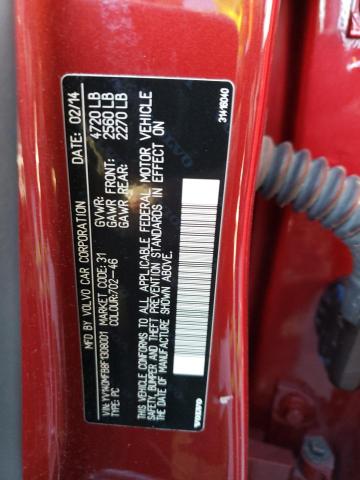 MFD BY: VOLVO CAR CORPORATION DATE: 02/14
GVWR: 4720 LB
GAWR FRONT: 2560 LB
GAWR REAR: 2270 LB
VIN: MARKET CODE: 31
TYPE: PC COLOUR: 702-46
THIS VEHICLE CONFORMS TO ALL APPLICABLE FEDERAL MOTOR VEHICLE
SAFETY, BUMPER AND THEFT PREVENTION STANDARDS IN EFFECT ON
THE DATE OF MANUFACTURE SHOWN ABOVE.
VOLVO
31416040